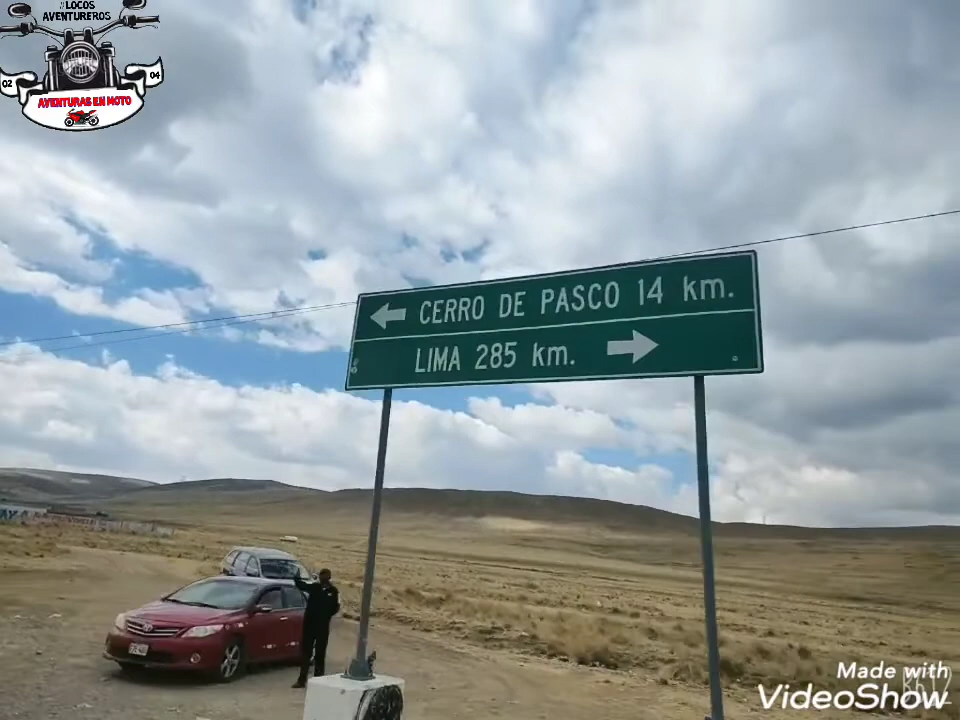 #LOCOS
AVENTUREROS
02
04
AVENTURAS EN MOTO
CERRO DE PASCO 14 km.
LIMA 285 km.
Made with
VideoShow